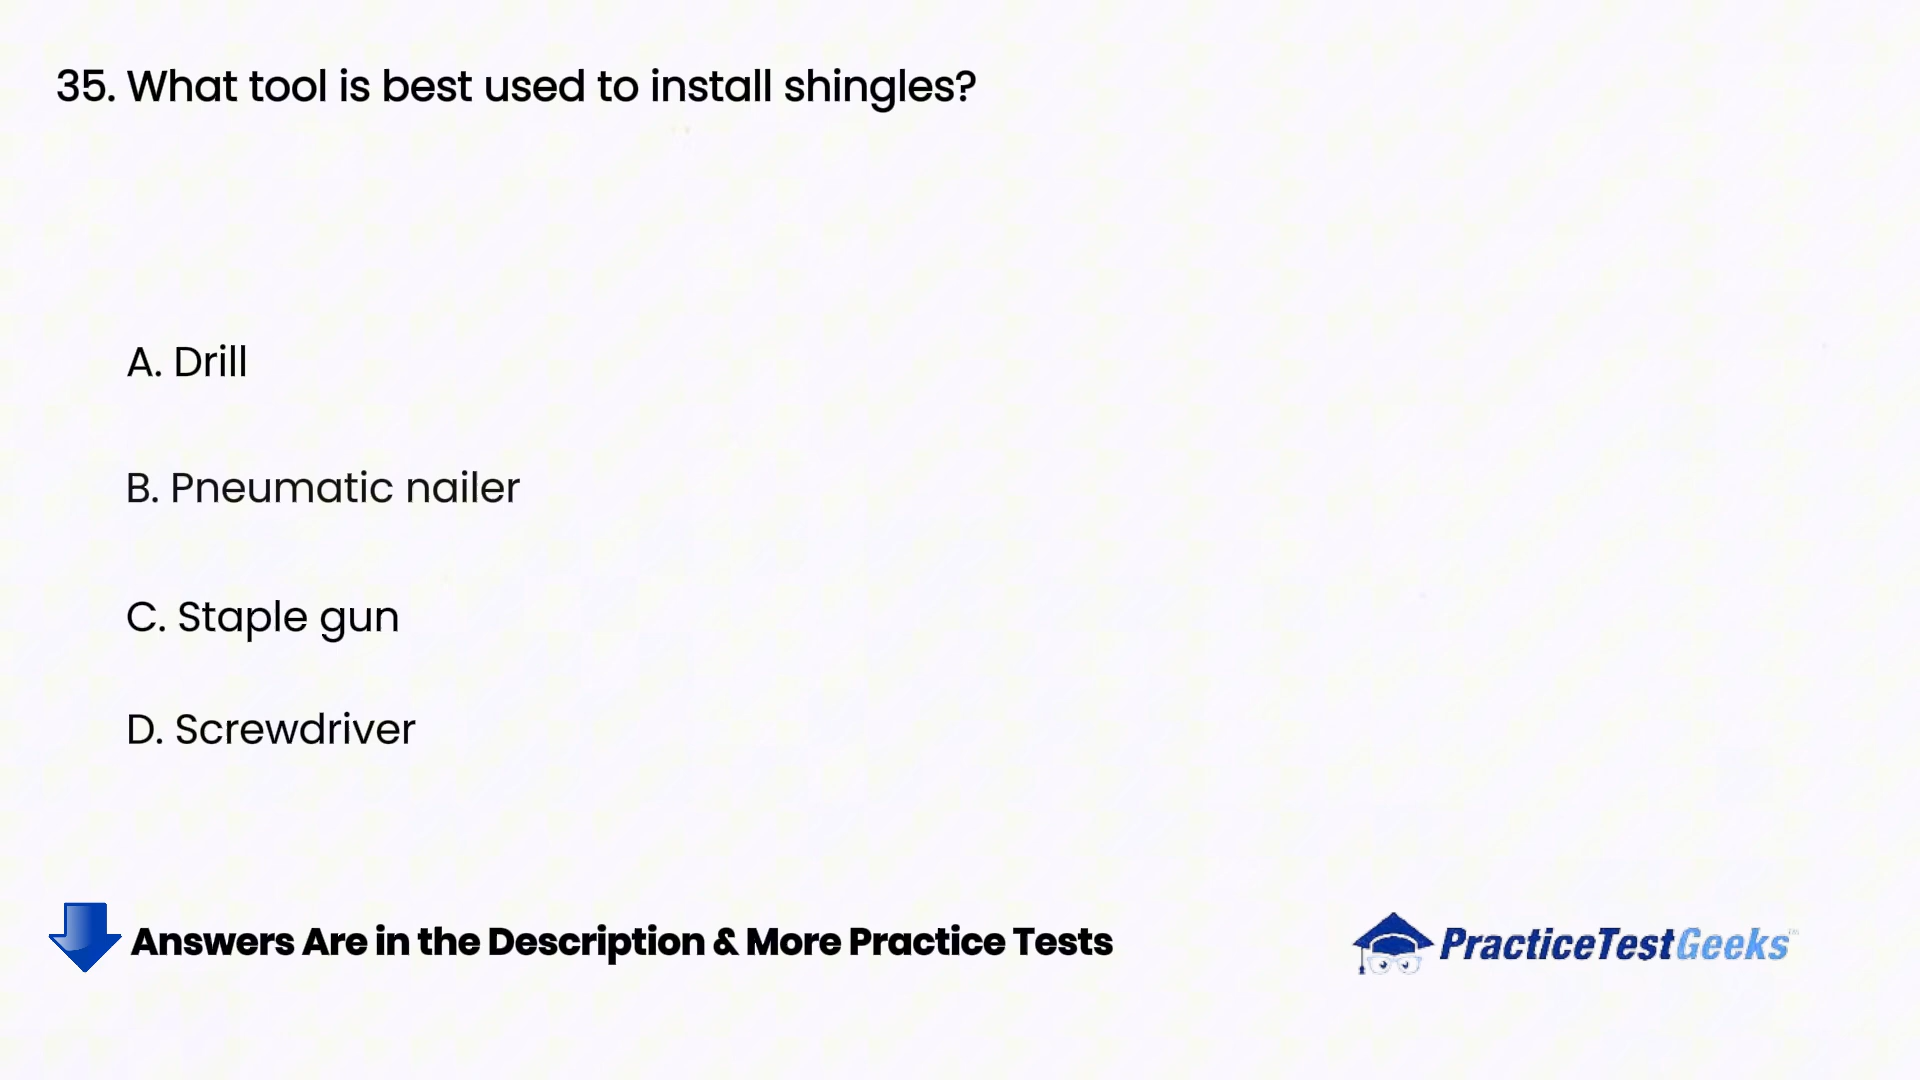 35. What tool is best used to install shingles?
A. Drill
B. Pneumatic nailer
C. Staple gun
D. Screwdriver
Answers Are in the Description & More Practice Tests
PracticeTestGeeks